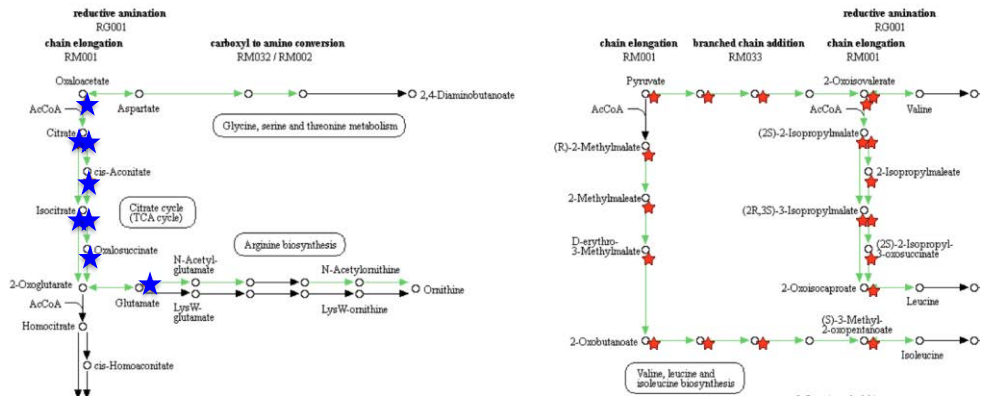 reductive amination
RG001
chain elongation
RM001
carboxyl to amino conversion
RM032 / RM002
Oxaloacetate
AcCoA
Aspartate
2,4-Diaminobutanoate
Glycine, serine and threonine metabolism
Citrate
cis-Aconitate
Isocitrate
Citrate cycle
(TCA cycle)
Oxalosuccinate
Arginine biosynthesis
N-Acetyl-
glutamate
N-Acetylornithine
2-Oxoglutarate
Glutamate
Ornithine
AcCoA
LysW-
glutamate
LysW-ornithine
Homocitrate
cis-Homoaconitate
reductive amination
RG001
chain elongation
RM001
branched chain addition
RM033
chain elongation
RM001
Pyruvate
2-Oxoisovalerate
AcCoA
AcCoA
Valine
(R)-2-Methylmalate
(2S)-2-Isopropylmalate
2-Isopropylmaleate
2-Methylmaleate
(2R,3S)-3-Isopropylmalate
D-erythro-
3-Methylmalate
(2S)-2-Isopropyl-
3-oxosuccinate
2-Oxoisocaproate
Leucine
(S)-3-Methyl-
2-oxopentanoate
2-Oxobutanoate
Isoleucine
Valine, leucine and
isoleucine biosynthesis